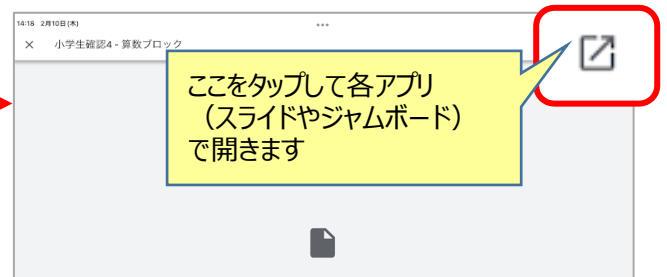 14:18 2月10日(木)
× 小学生確認4 - 算数ブロック
ここをタップして各アプリ
（スライドやジャムボード）
で開きます